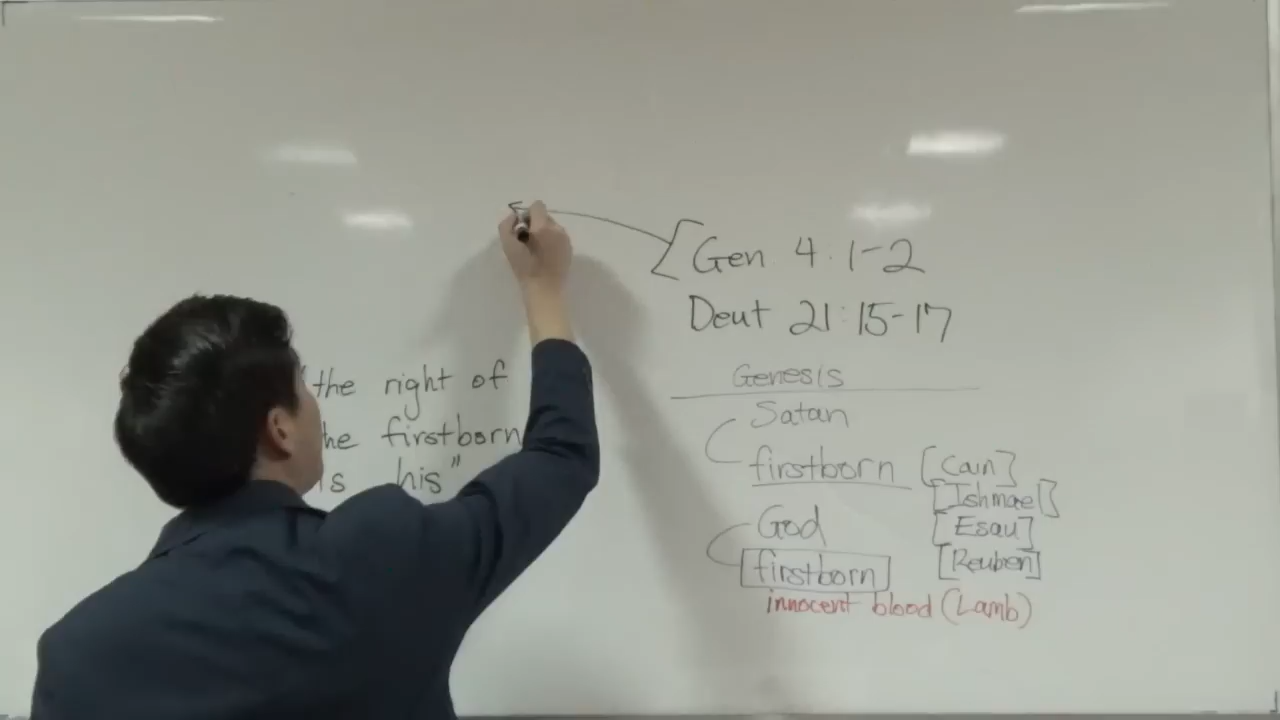 Gen 4:1-2
Deut 21:15-17
"the right of
the firstborn
is his"
Genesis
Satan
firstborn [Cain]
[Ishmael]
God [Esau]
firstborn [Reuben]
innocent blood (Lamb)